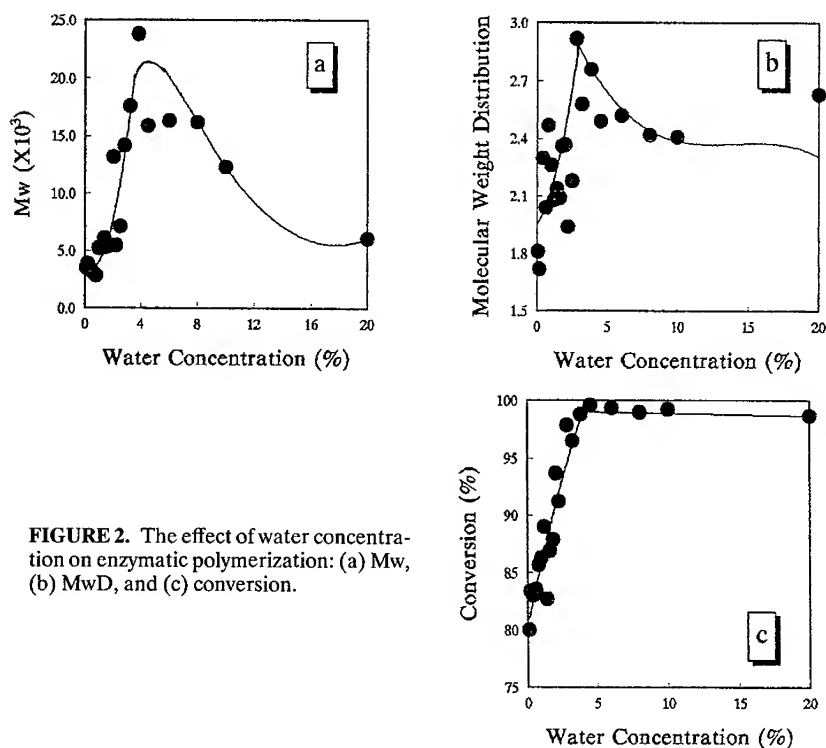 a
25.0
20.0
15.0
10.0
5.0
0.0
Mw (X10³)
0 4 8 12 16 20
Water Concentration (%)
b
3.0
2.7
2.4
2.1
1.8
1.5
Molecular Weight Distribution
0 5 10 15 20
Water Concentration (%)
FIGURE 2. The effect of water concentra-
tion on enzymatic polymerization: (a) Mw,
(b) MwD, and (c) conversion.
100
95
90
85
80
75
Conversion (%)
c
0 5 10 15 20
Water Concentration (%)